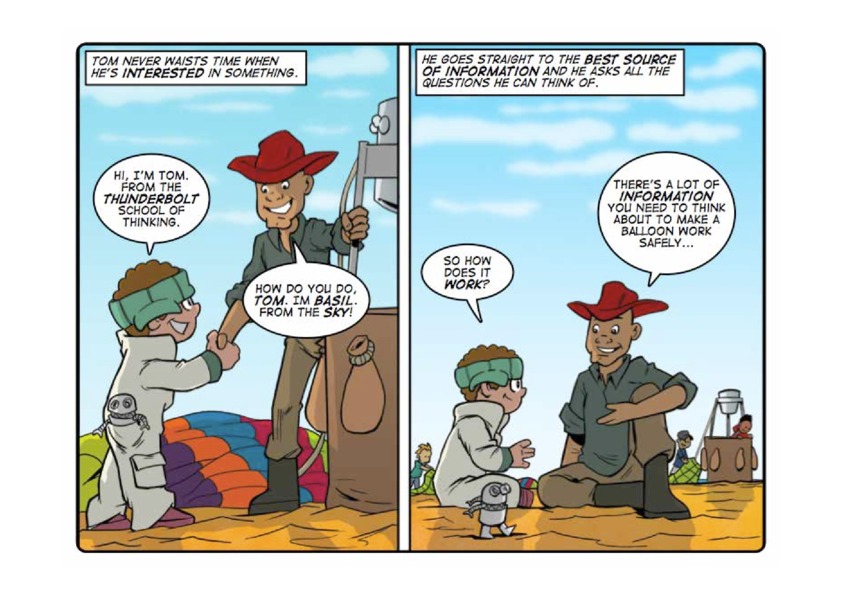 TOM NEVER WAISTS TIME WHEN
HE'S INTERESTED IN SOMETHING.
HI, I'M TOM.
FROM THE
THUNDERBOLT
SCHOOL OF
THINKING.
HOW DO YOU DO,
TOM. IM BASIL.
FROM THE SKY!
HE GOES STRAIGHT TO THE BEST SOURCE
OF INFORMATION AND HE ASKS ALL THE
QUESTIONS HE CAN THINK OF.
SO HOW
DOES IT
WORK?
THERE'S A LOT OF
INFORMATION
YOU NEED TO THINK
ABOUT TO MAKE A
BALLOON WORK
SAFELY...